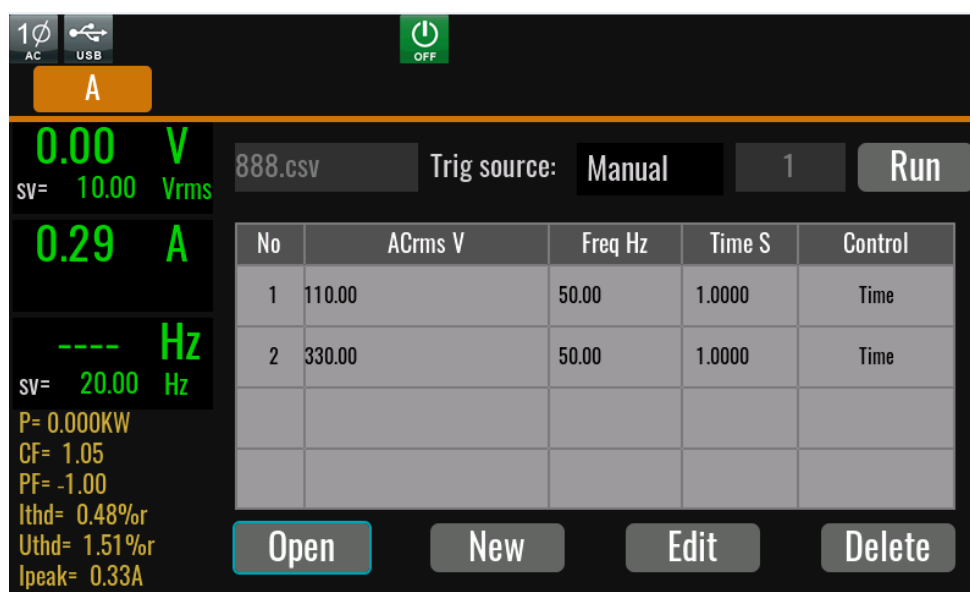 1Ø
AC
USB
OFF
A
0.00 V
sv= 10.00 Vrms
0.29 A
---- Hz
sv= 20.00 Hz
P= 0.000KW
CF= 1.05
PF= -1.00
Ithd= 0.48%r
Uthd= 1.51%r
Ipeak= 0.33A
888.csv Trig source: Manual 1 Run
No ACrms V Freq Hz Time S Control
1 110.00 50.00 1.0000 Time
2 330.00 50.00 1.0000 Time
Open New Edit Delete